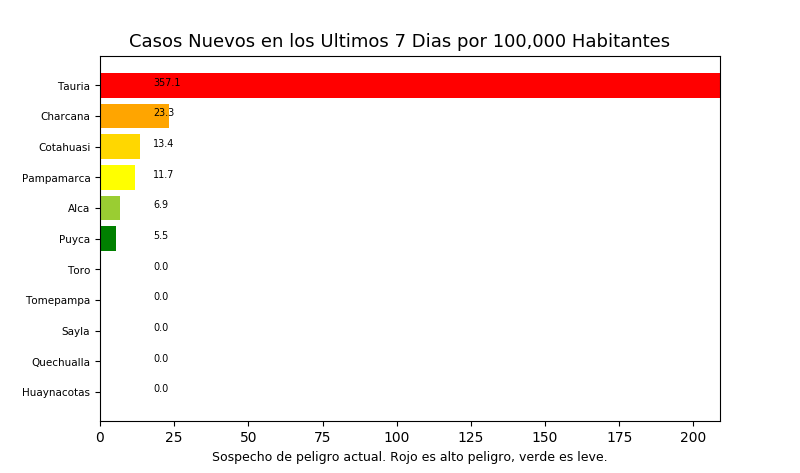 Casos Nuevos en los Ultimos 7 Dias por 100,000 Habitantes
Tauria 357.1
Charcana 23.3
Cotahuasi 13.4
Pampamarca 11.7
Alca 6.9
Puyca 5.5
Toro 0.0
Tomepampa 0.0
Sayla 0.0
Quechualla 0.0
Huaynacotas 0.0
0 25 50 75 100 125 150 175 200
Sospecho de peligro actual. Rojo es alto peligro, verde es leve.